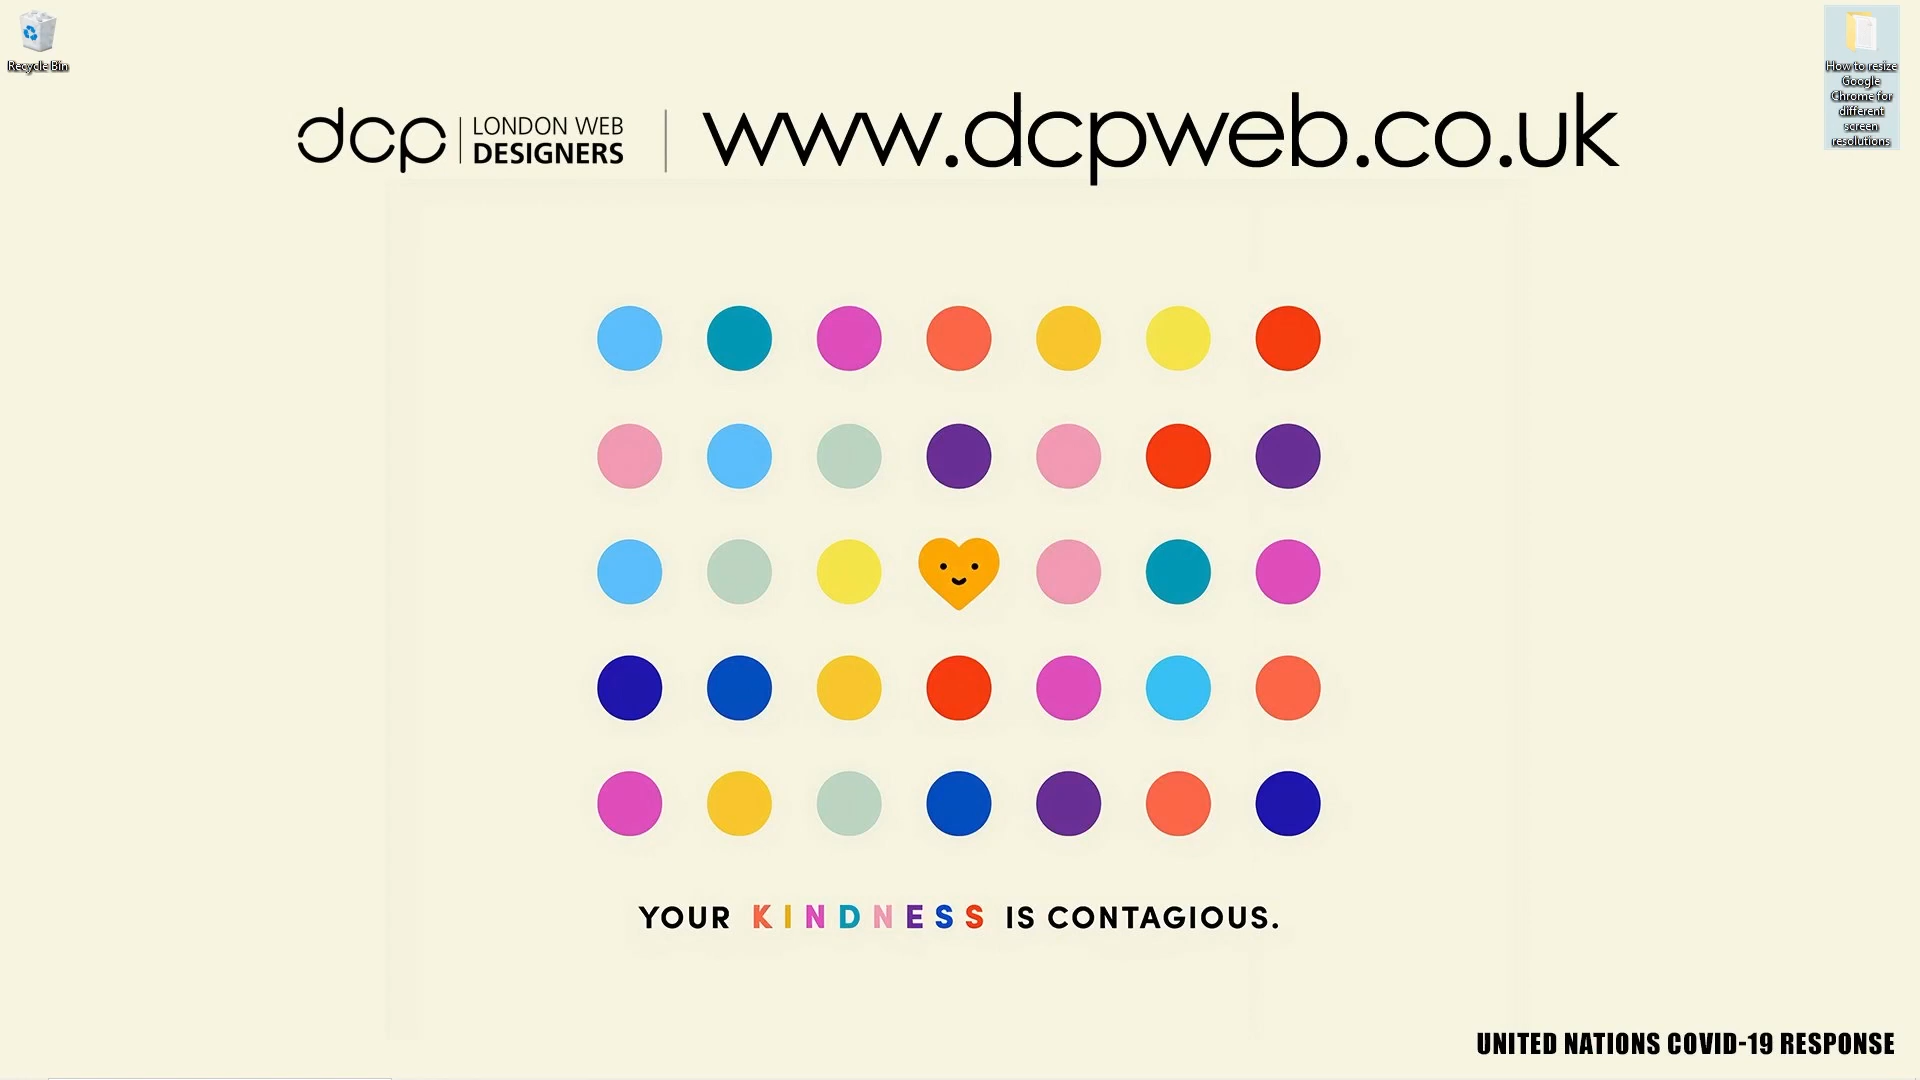 Recycle Bin
How to resize
Google
Chrome for
different
screen
resolutions
dcp
LONDON WEB
DESIGNERS
www.dcpweb.co.uk
YOUR KINDNESS IS CONTAGIOUS.
UNITED NATIONS COVID-19 RESPONSE